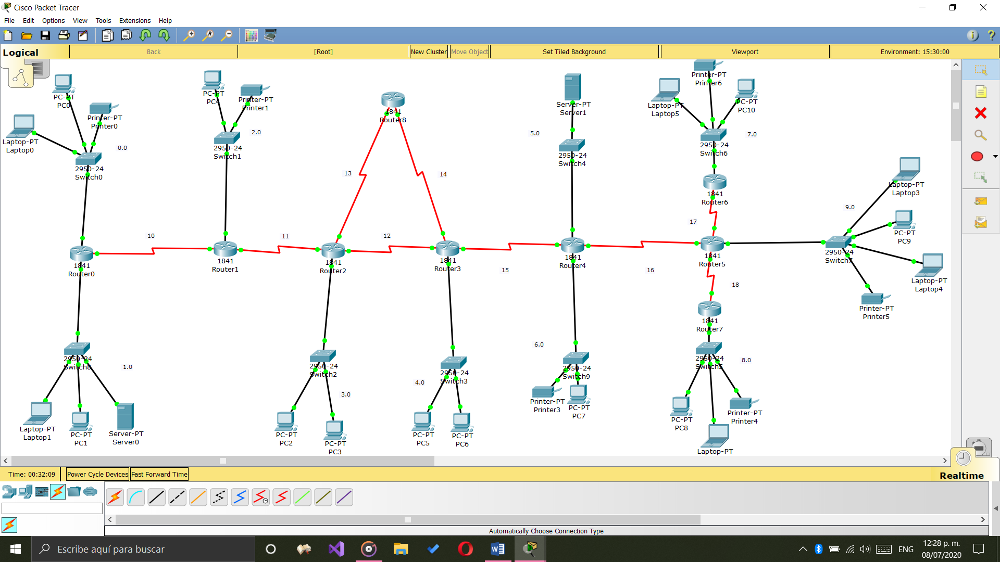 Cisco Packet Tracer
File Edit Options View Tools Extensions Help
Logical
Back
[Root]
New Cluster
Move Object
Set Tiled Background
Viewport
Environment: 15:30:00
PC-PT
PC0
Printer-PT
Printer0
Laptop-PT
Laptop0
2950-24
Switch0
0.0
PC-PT
PC4
Printer-PT
Printer1
2950-24
Switch1
2.0
1841
Router8
13
14
Server-PT
Server1
5.0
2950-24
Switch4
Printer-PT
Printer6
Laptop-PT
Laptop5
PC-PT
PC10
2950-24
Switch6
7.0
1841
Router6
17
Laptop-PT
Laptop3
9.0
PC-PT
PC9
2950-24
Switch7
Laptop-PT
Laptop4
Printer-PT
Printer5
10
11
12
1841
Router0
1841
Router1
1841
Router2
1841
Router3
15
1841
Router4
16
1841
Router5
18
1841
Router7
2950-24
Switch8
1.0
Laptop-PT
Laptop1
PC-PT
PC1
Server-PT
Server0
2950-24
Switch2
3.0
PC-PT
PC2
PC-PT
PC3
2950-24
Switch3
4.0
PC-PT
PC5
PC-PT
PC6
6.0
2950-24
Switch9
Printer-PT
Printer3
PC-PT
PC7
2950-24
Switch5
8.0
PC-PT
PC8
Printer-PT
Printer4
Laptop-PT
Time: 00:32:09
Power Cycle Devices
Fast Forward Time
Realtime
Automatically Choose Connection Type
Escribe aquí para buscar
ENG
12:28 p. m.
08/07/2020